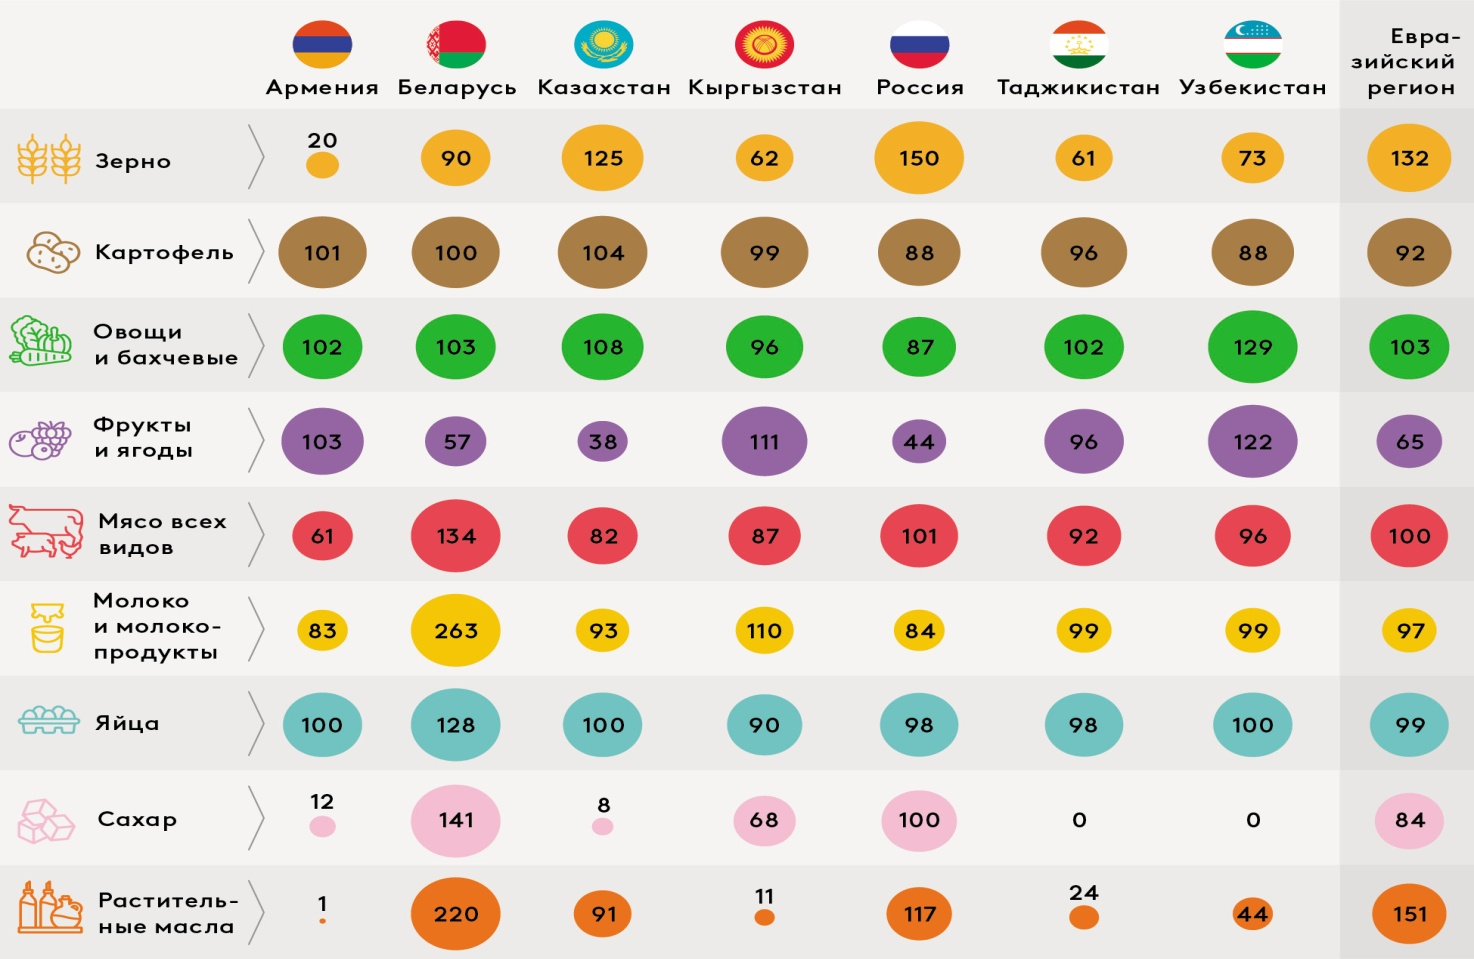 Армения Беларусь Казахстан Кыргызстан Россия Таджикистан Узбекистан Евра-
зийский
регион
Зерно 20 90 125 62 150 61 73 132
Картофель 101 100 104 99 88 96 88 92
Овощи
и бахчевые 102 103 108 96 87 102 129 103
Фрукты
и ягоды 103 57 38 111 44 96 122 65
Мясо всех
видов 61 134 82 87 101 92 96 100
Молоко
и молоко-
продукты 83 263 93 110 84 99 99 97
Яйца 100 128 100 90 98 98 100 99
Сахар 12 141 8 68 100 0 0 84
Раститель-
ные масла 1 220 91 11 117 24 44 151